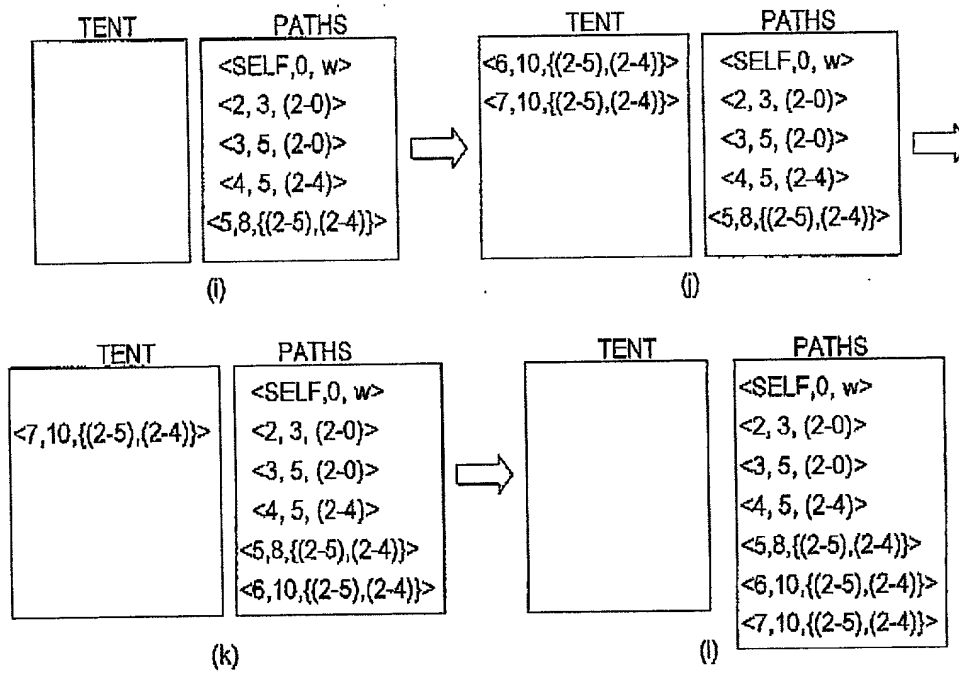 TENT PATHS
<SELF,0, w>
<2, 3, (2-0)>
<3, 5, (2-0)>
<4, 5, (2-4)>
<5,8,{(2-5),(2-4)}>
(i)
TENT PATHS
<6,10,{(2-5),(2-4)}>
<7,10,{(2-5),(2-4)}>
<SELF,0, w>
<2, 3, (2-0)>
<3, 5, (2-0)>
<4, 5, (2-4)>
<5,8,{(2-5),(2-4)}>
(j)
TENT PATHS
<7,10,{(2-5),(2-4)}>
<SELF,0, w>
<2, 3, (2-0)>
<3, 5, (2-0)>
<4, 5, (2-4)>
<5,8,{(2-5),(2-4)}>
<6,10,{(2-5),(2-4)}>
(k)
TENT PATHS
<SELF,0, w>
<2, 3, (2-0)>
<3, 5, (2-0)>
<4, 5, (2-4)>
<5,8,{(2-5),(2-4)}>
<6,10,{(2-5),(2-4)}>
<7,10,{(2-5),(2-4)}>
(l)